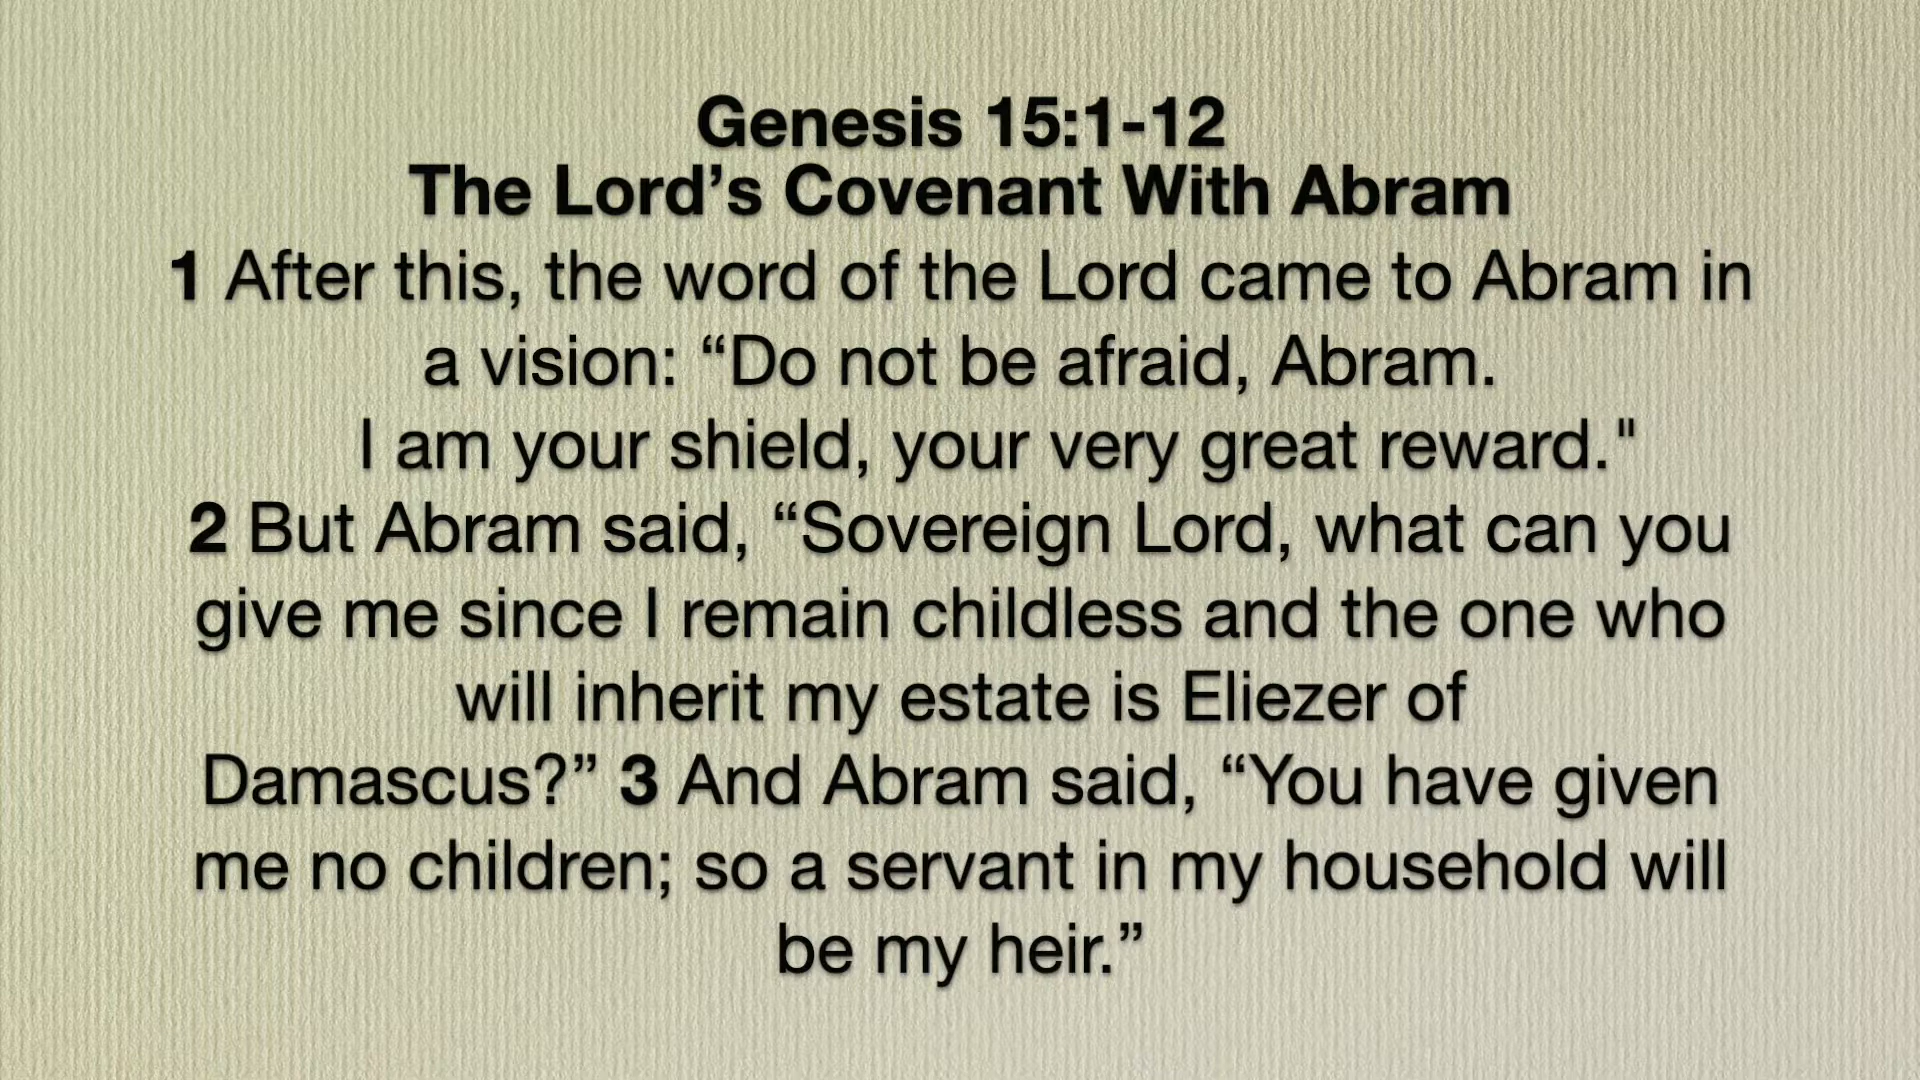 Genesis 15:1-12
The Lord’s Covenant With Abram
1 After this, the word of the Lord came to Abram in
a vision: “Do not be afraid, Abram.
I am your shield, your very great reward."
2 But Abram said, “Sovereign Lord, what can you
give me since I remain childless and the one who
will inherit my estate is Eliezer of
Damascus?” 3 And Abram said, “You have given
me no children; so a servant in my household will
be my heir.”